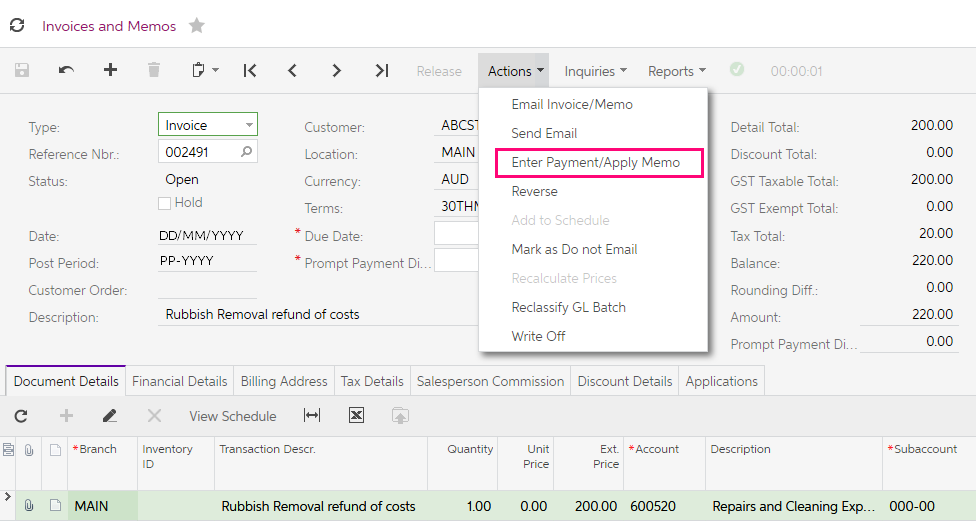 Invoices and Memos
Release Actions Inquiries Reports 00:00:01
Type: Invoice
Reference Nbr.: 002491
Status: Open
Hold
Date: DD/MM/YYYY
Post Period: PP-YYYY
Customer Order:
Description: Rubbish Removal refund of costs
Customer: ABCST
Location: MAIN
Currency: AUD
Terms: 30THM
* Due Date:
* Prompt Payment Di...
Email Invoice/Memo
Send Email
Enter Payment/Apply Memo
Reverse
Add to Schedule
Mark as Do not Email
Recalculate Prices
Reclassify GL Batch
Write Off
Detail Total: 200.00
Discount Total: 0.00
GST Taxable Total: 200.00
GST Exempt Total: 0.00
Tax Total: 20.00
Balance: 220.00
Rounding Diff.: 0.00
Amount: 220.00
Prompt Payment Di... 0.00
Document Details Financial Details Billing Address Tax Details Salesperson Commission Discount Details Applications
View Schedule
*Branch Inventory ID Transaction Descr. Quantity Unit Price Ext. Price *Account Description *Subaccount
MAIN Rubbish Removal refund of costs 1.00 0.00 200.00 600520 Repairs and Cleaning Exp... 000-00